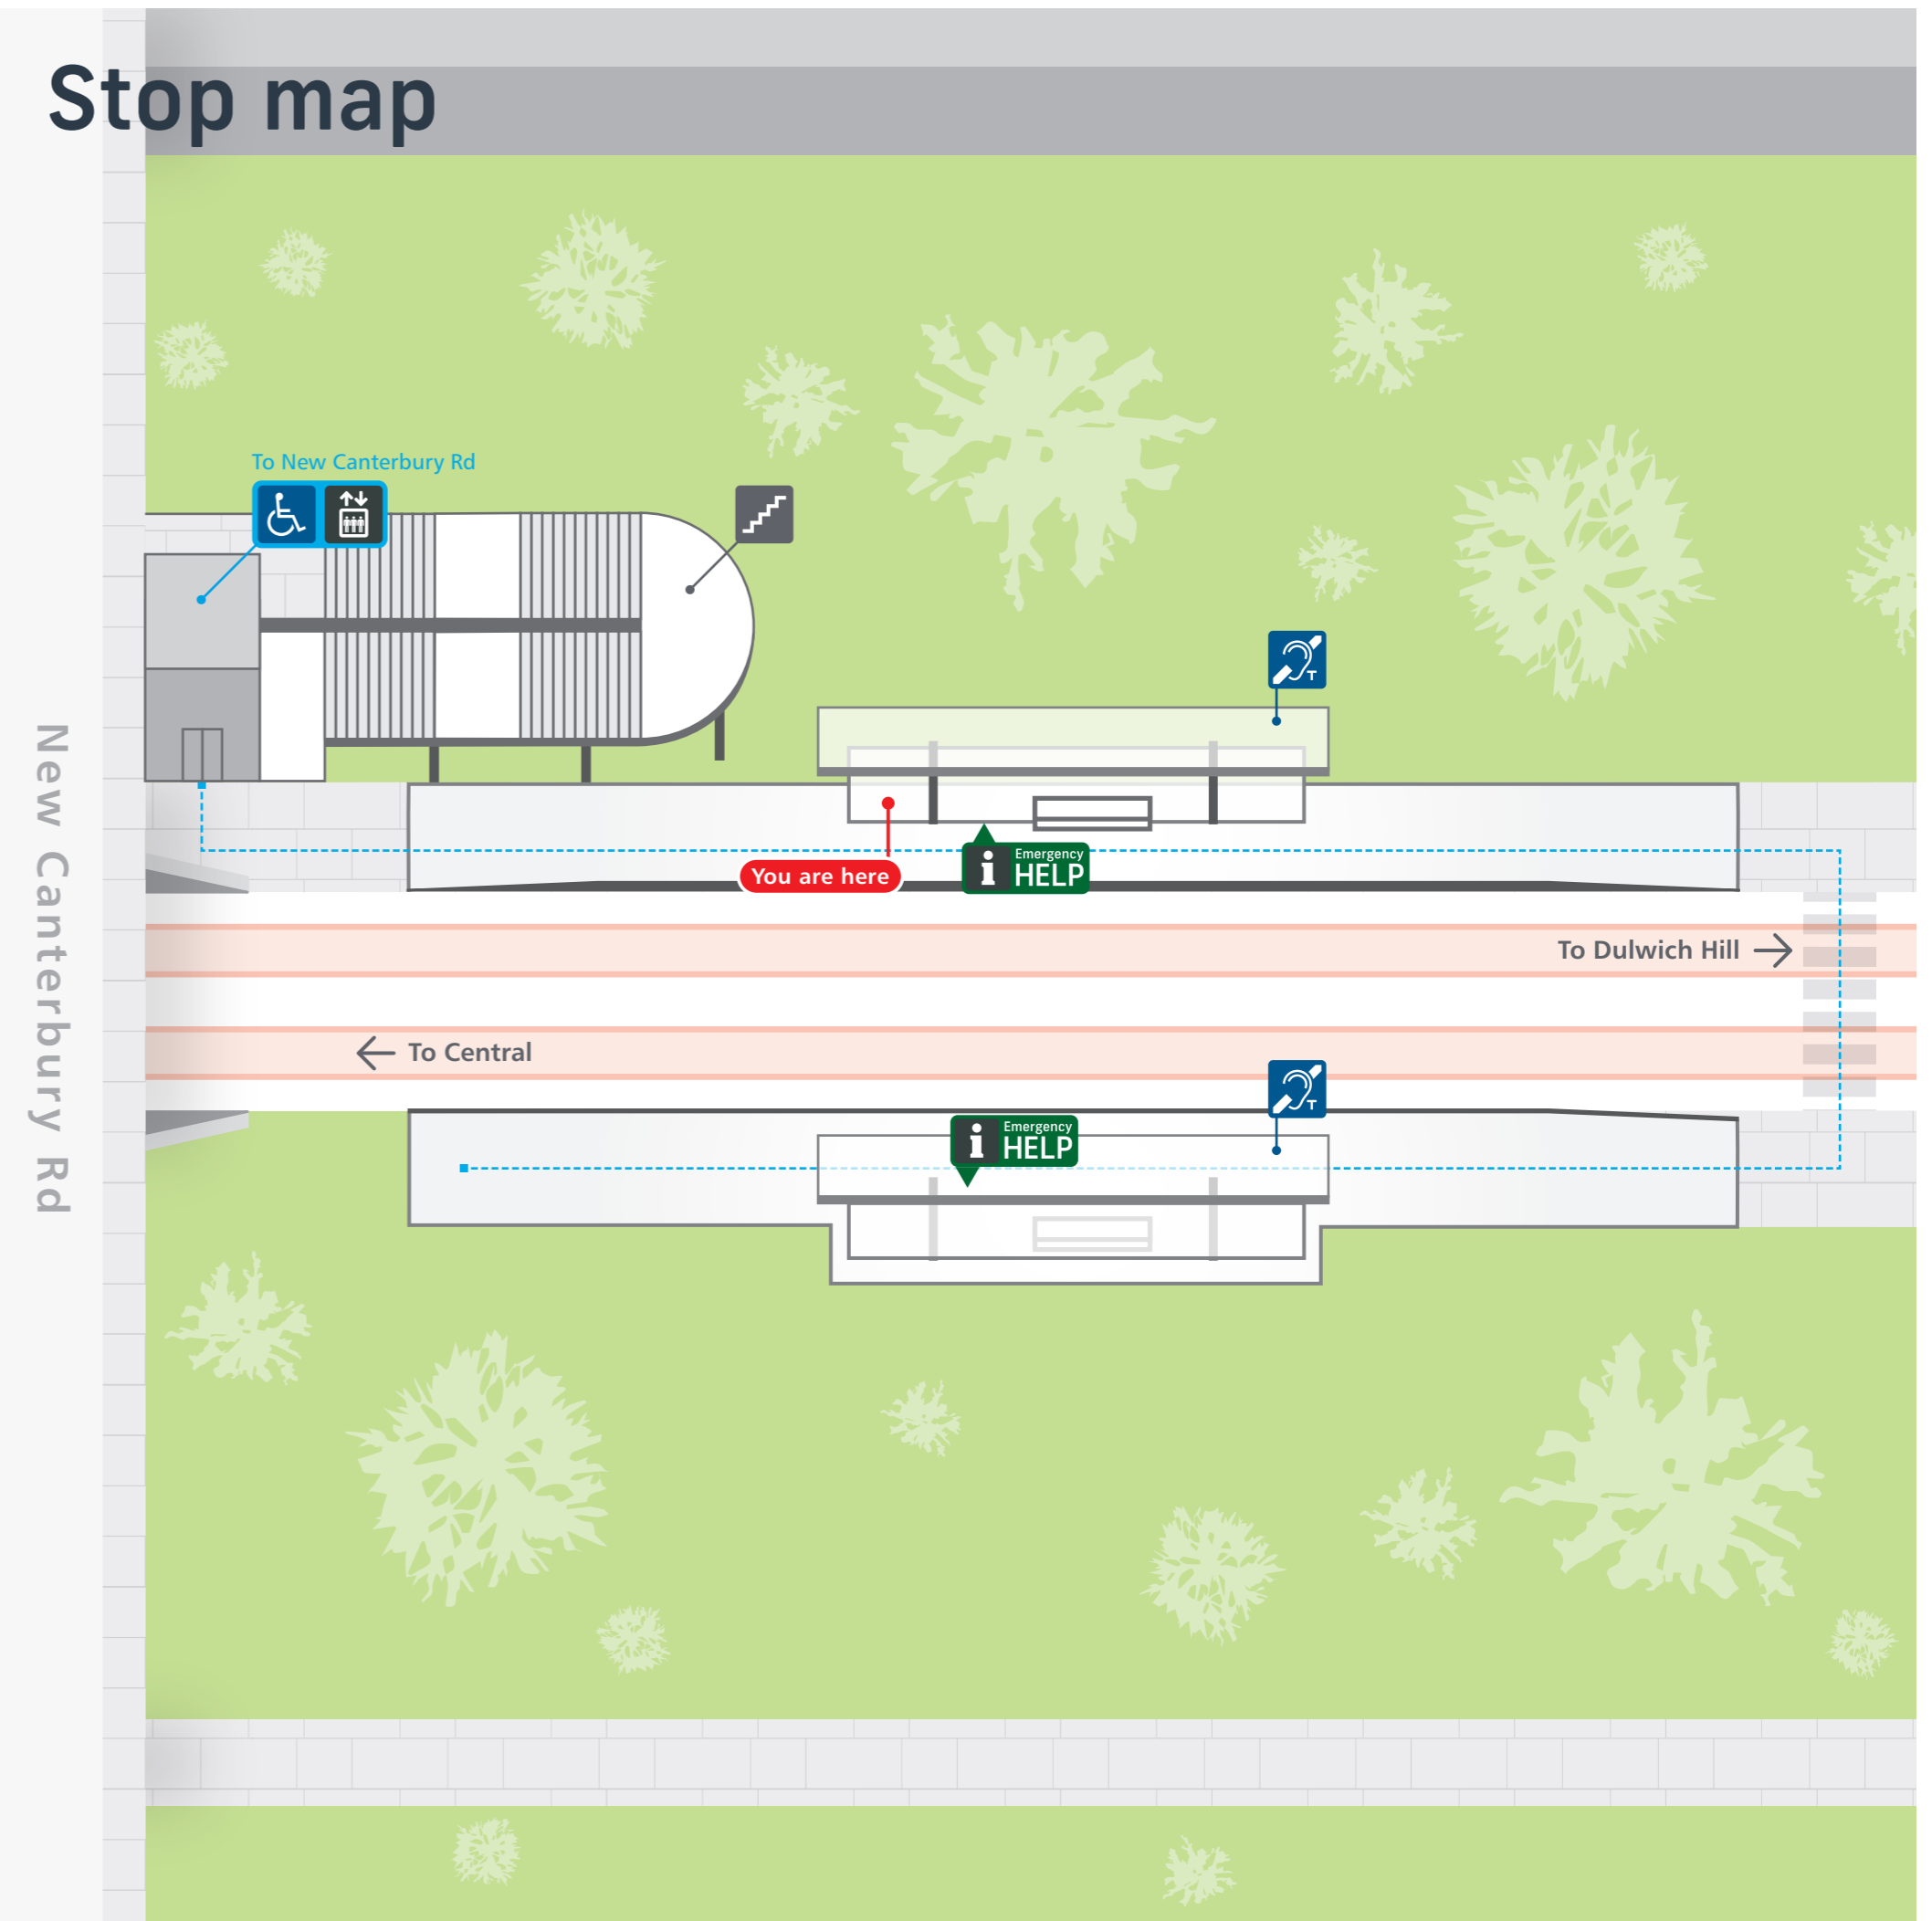 Stop map
To New Canterbury Rd
New Canterbury Rd
T
You are here
i Emergency
HELP
To Dulwich Hill
To Central
T
i Emergency
HELP